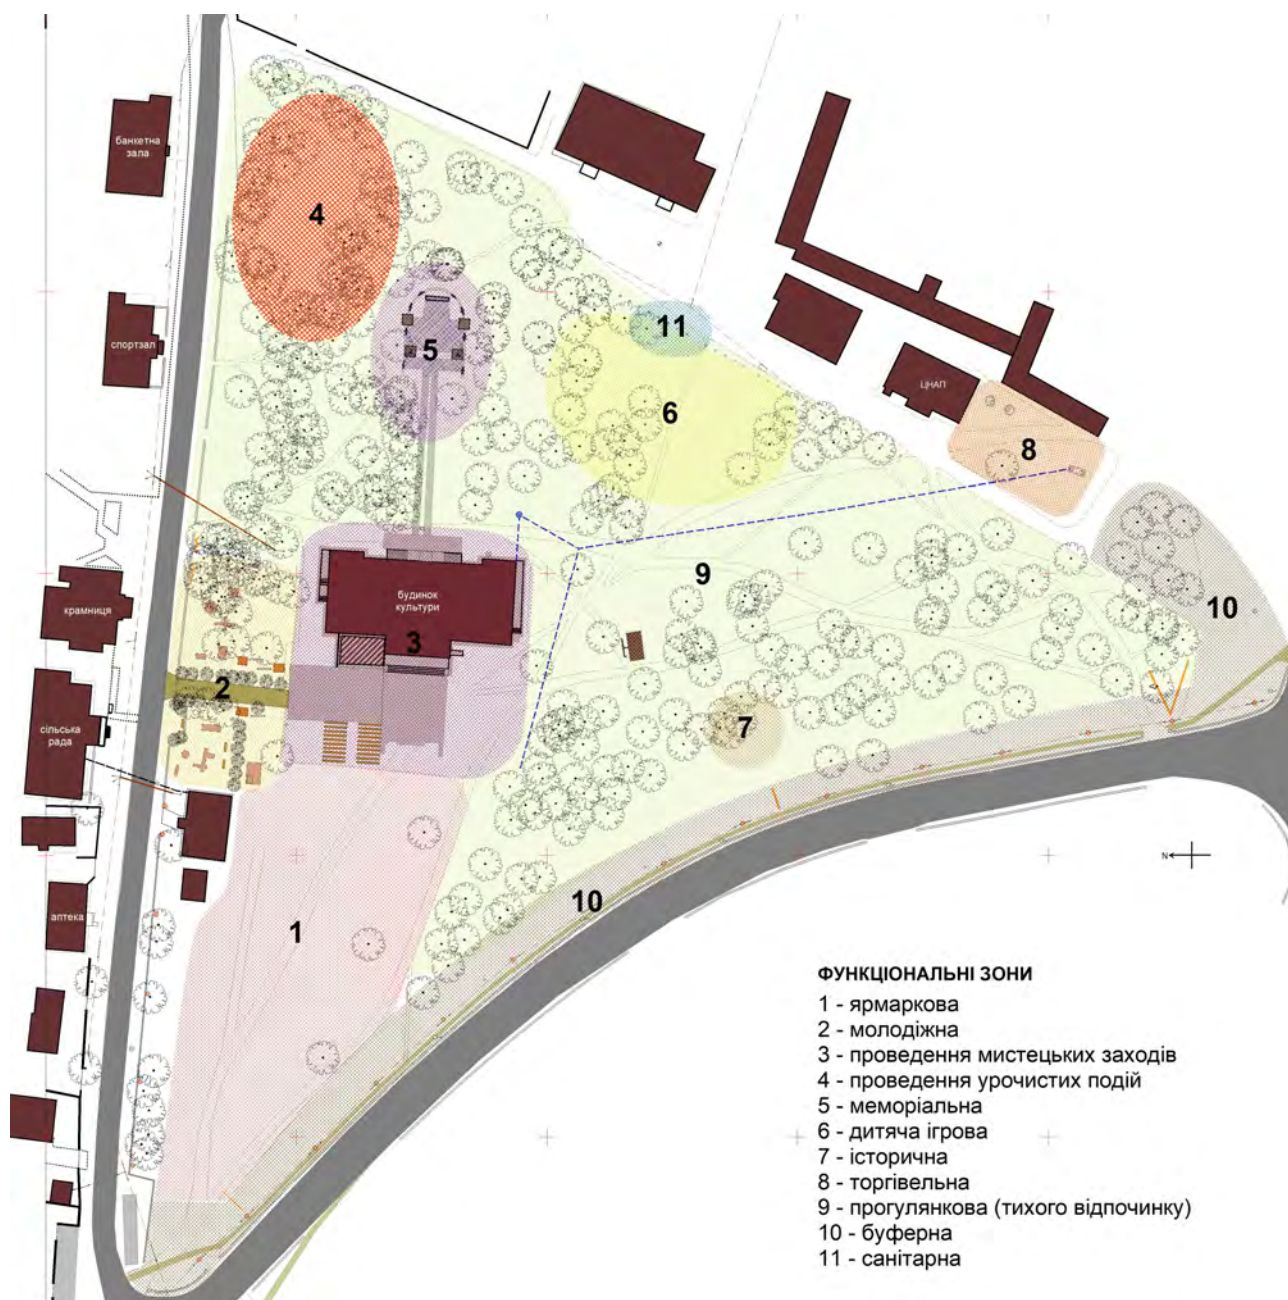 банкетна
зала
4
11
спортзал
5
ЦНАП
6
8
9
будинок
культури
10
крамниця
3
2
7
сільська
рада
N
10
аптека
1
ФУНКЦІОНАЛЬНІ ЗОНИ
1 - ярмаркова
2 - молодіжна
3 - проведення мистецьких заходів
4 - проведення урочистих подій
5 - меморіальна
6 - дитяча ігрова
7 - історична
8 - торгівельна
9 - прогулянкова (тихого відпочинку)
10 - буферна
11 - санітарна